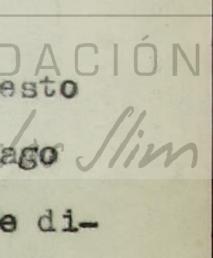 DACIÓN
esto
Slim
ago
e di-